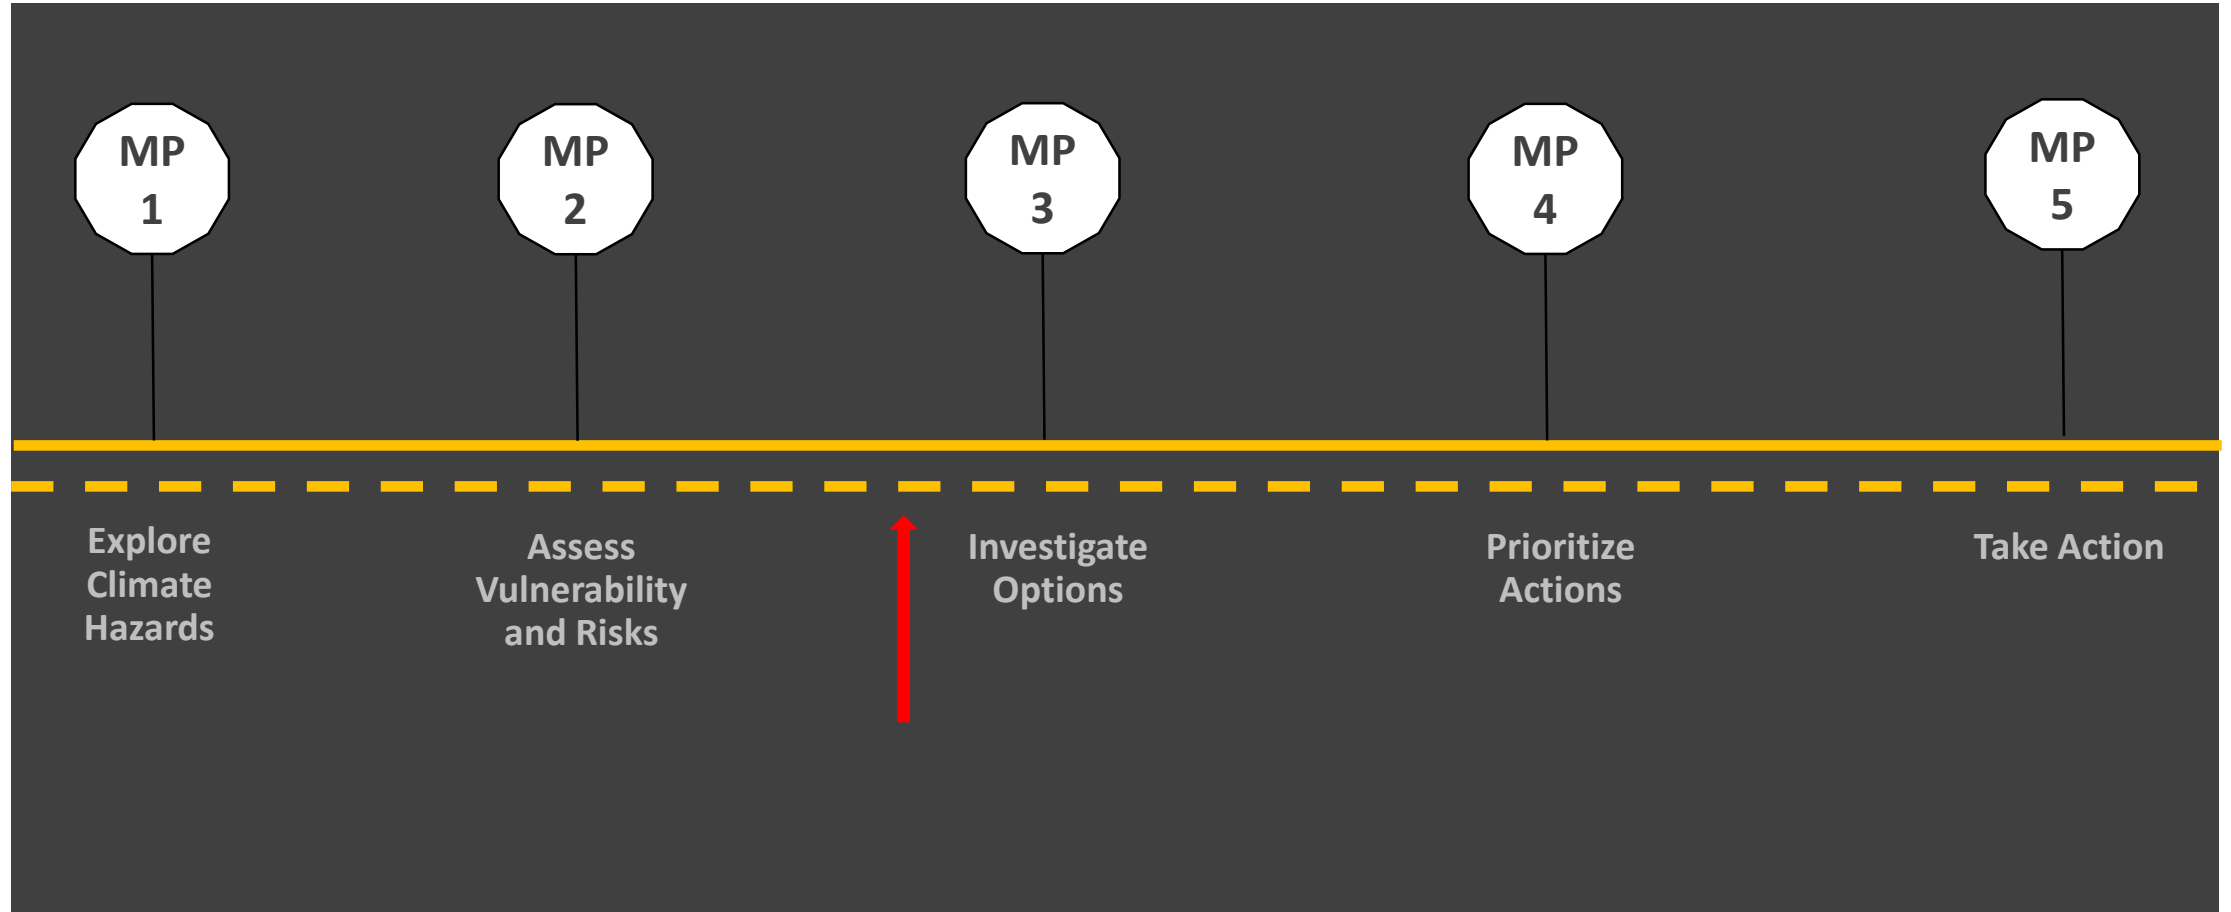 MP
1
MP
2
MP
3
MP
4
MP
5
Explore
Climate
Hazards
Assess
Vulnerability
and Risks
Investigate
Options
Prioritize
Actions
Take Action